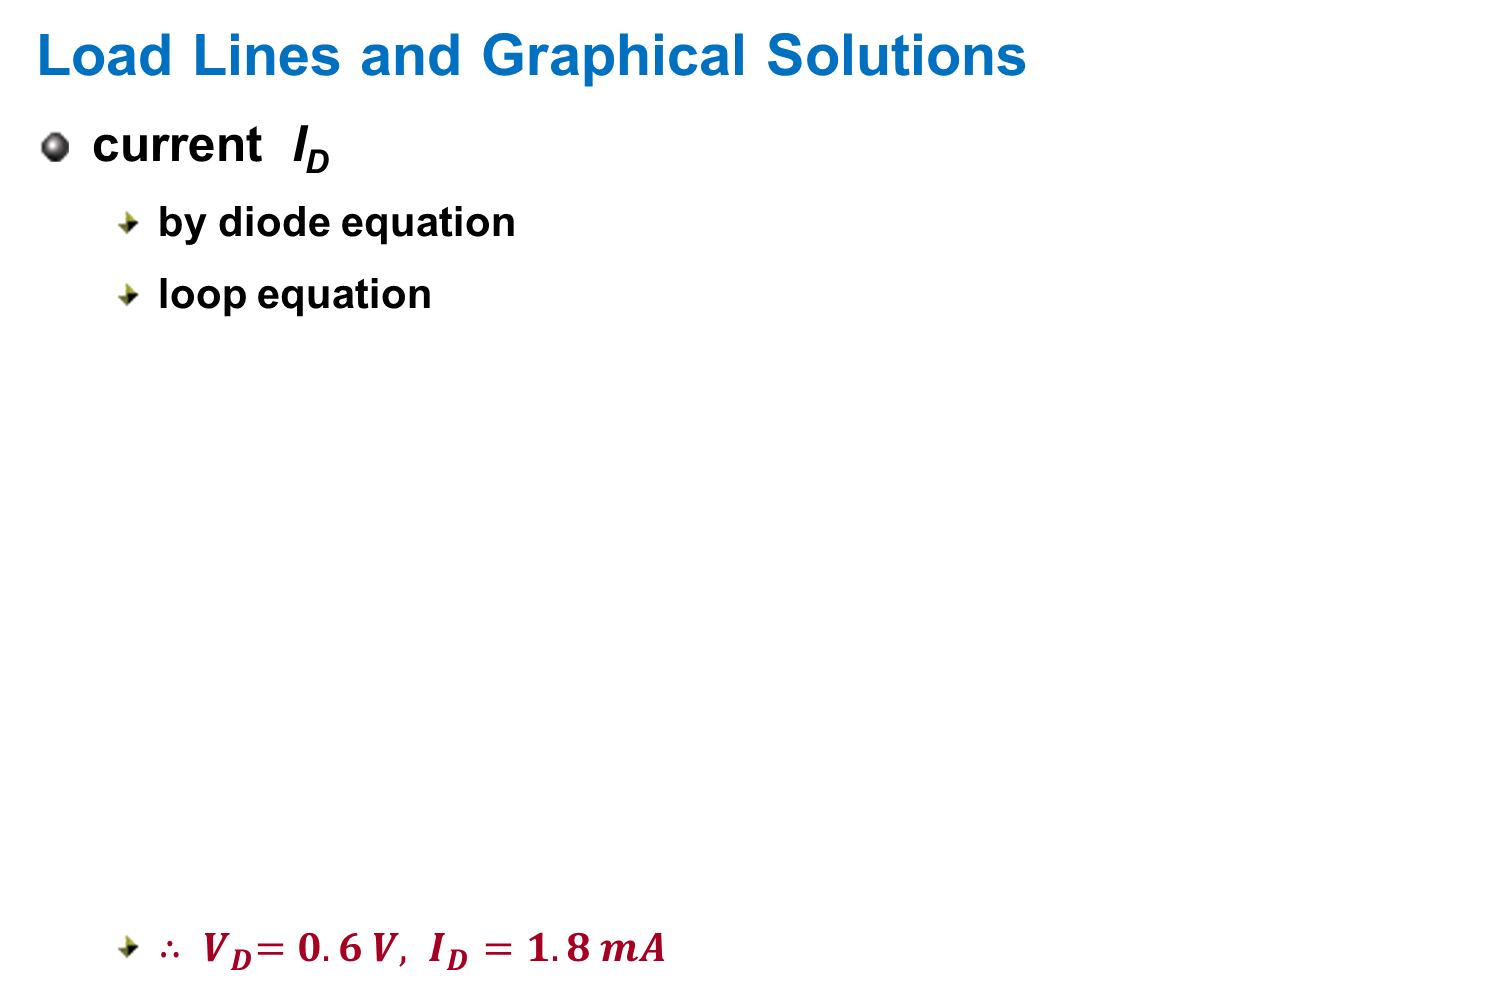 Load Lines and Graphical Solutions
current I_D
by diode equation
loop equation
∴ V_D= 0.6 V, I_D = 1.8 mA